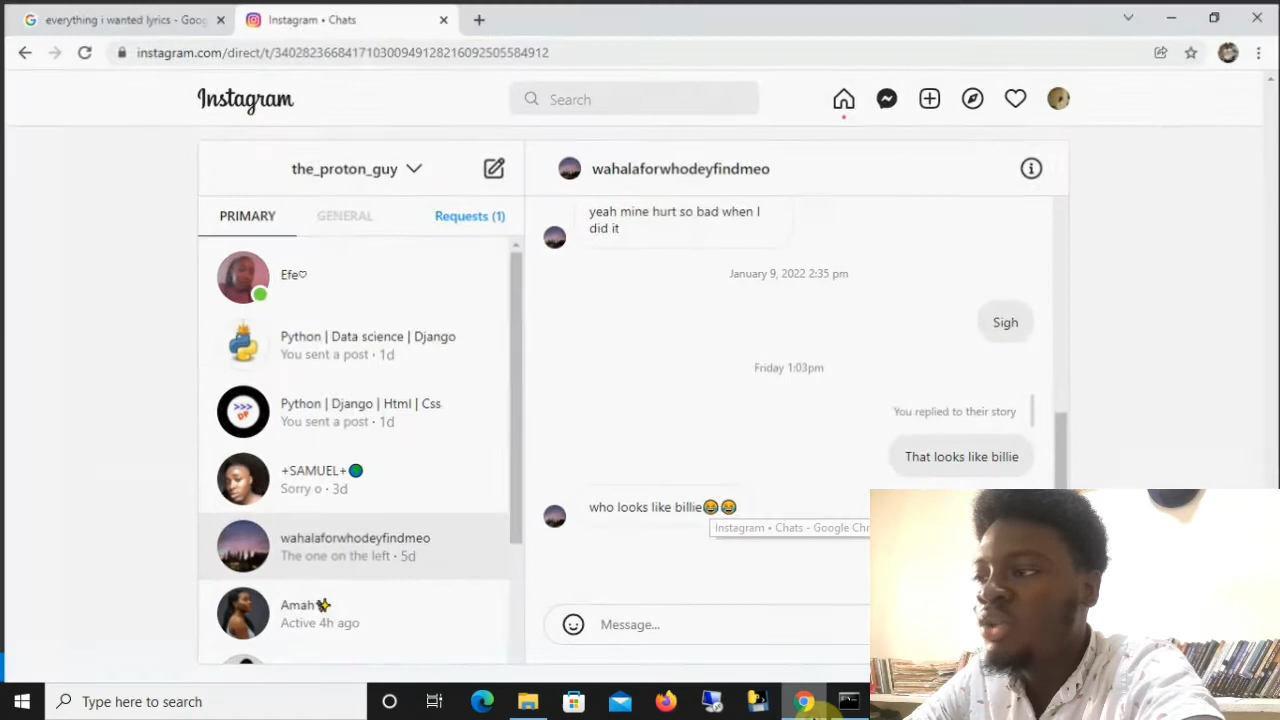 everything i wanted lyrics - Goog
Instagram • Chats
instagram.com/direct/t/340282366841710300949128216092505584912
Instagram
Search
the_proton_guy
wahalaforwhodeyfindmeo
PRIMARY
GENERAL
Requests (1)
yeah mine hurt so bad when I
did it
January 9, 2022 2:35 pm
Efe♡
Sigh
Python | Data science | Django
You sent a post · 1d
Friday 1:03pm
Python | Django | Html | Css
You sent a post · 1d
You replied to their story
That looks like billie
+SAMUEL+🌍
Sorry o · 3d
who looks like billie😂😂
Instagram • Chats - Google Chr
wahalaforwhodeyfindmeo
The one on the left · 5d
Amah✨
Active 4h ago
Message...
Type here to search